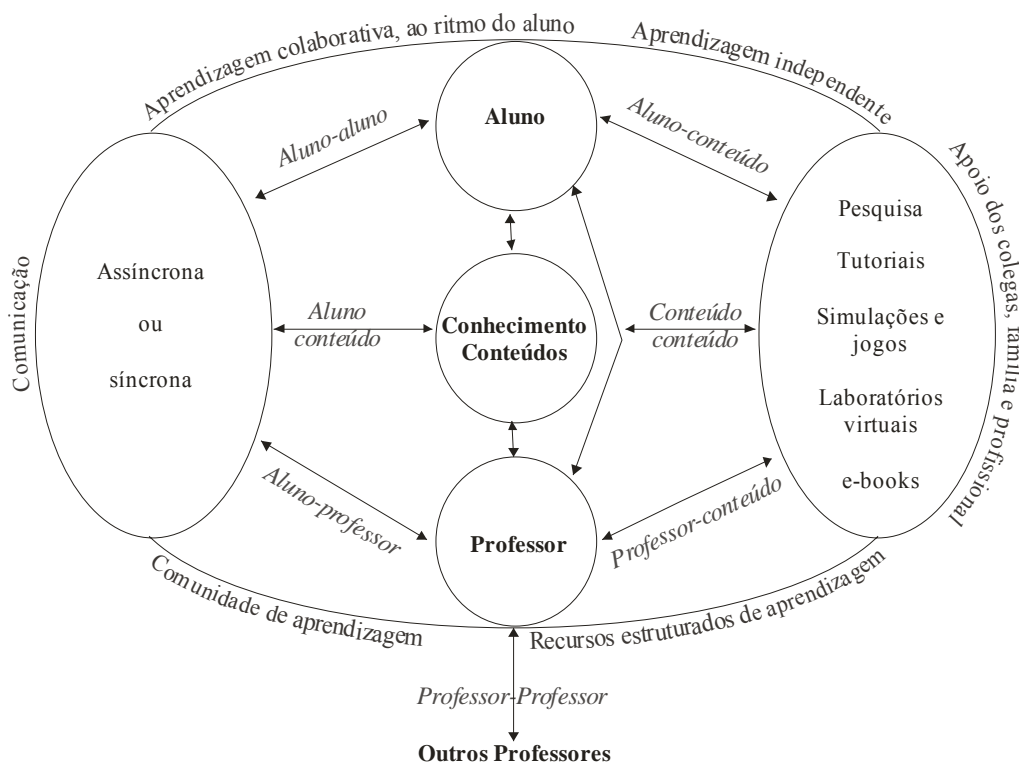 Aprendizagem colaborativa, ao ritmo do aluno
Aprendizagem independente
Aluno
Aluno-aluno
Aluno-conteúdo
Apoio dos colegas, família e profissional
Comunicação
Assíncrona
ou
síncrona
Aluno
conteúdo
Conhecimento
Conteúdos
Conteúdo
conteúdo
Pesquisa
Tutoriais
Simulações e
jogos
Laboratórios
virtuais
e-books
Aluno-professor
Professor
Professor-conteúdo
Comunidade de aprendizagem
Recursos estruturados de aprendizagem
Professor-Professor
Outros Professores